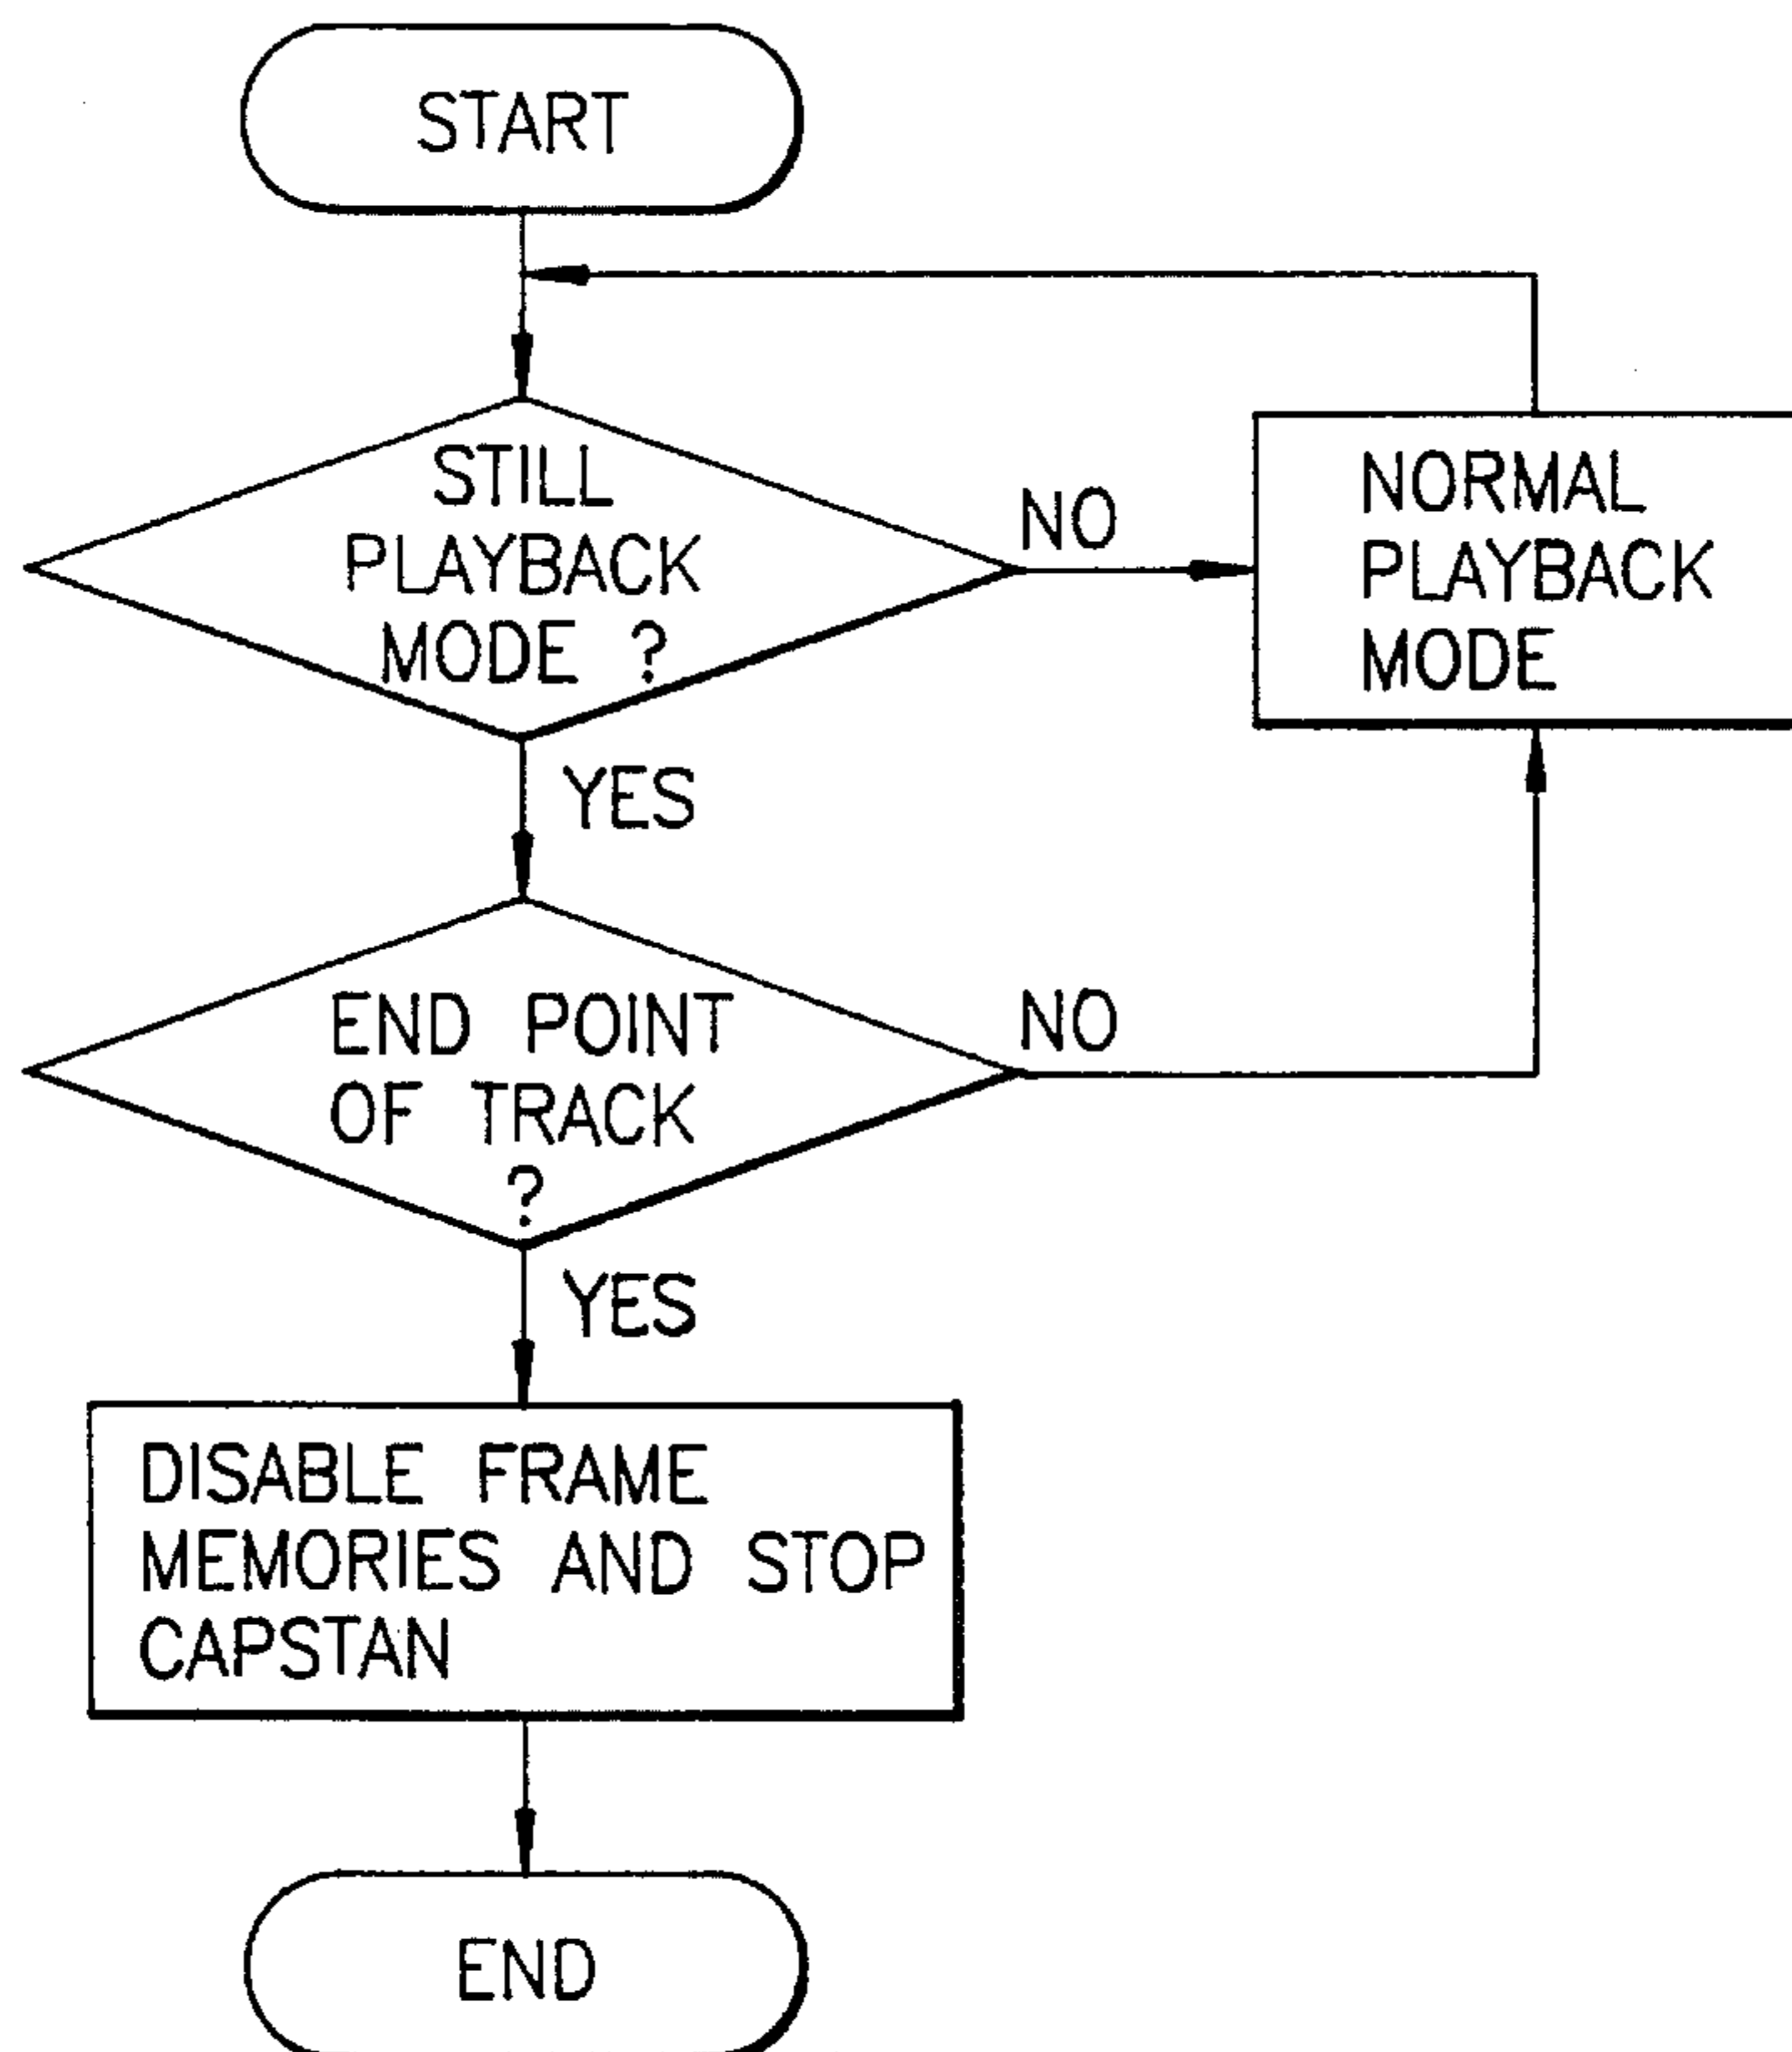 START
STILL
PLAYBACK
MODE ?
NO
NORMAL
PLAYBACK
MODE
YES
END POINT
OF TRACK
?
NO
YES
DISABLE FRAME
MEMORIES AND STOP
CAPSTAN
END